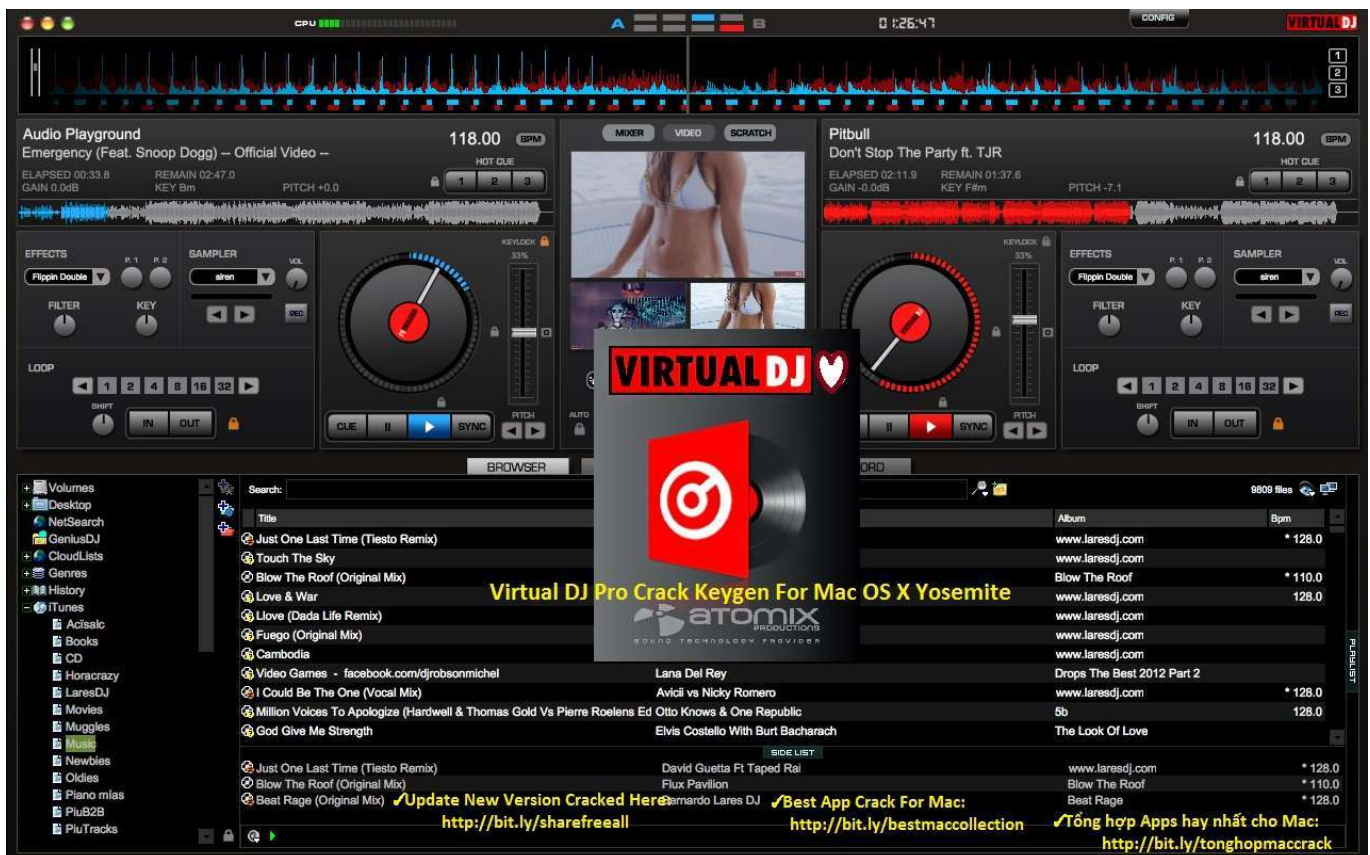 CPU
A
B
01:26:47
CONFIG
VIRTUAL DJ
1
2
3
Audio Playground
Emergency (Feat. Snoop Dogg) -- Official Video --
ELAPSED 00:33.8 REMAIN 02:47.0
GAIN 0.0dB KEY Bm PITCH +0.0
118.00 BPM
HOT CUE
1 2 3
MIXER VIDEO SCRATCH
Pitbull
Don't Stop The Party ft. TJR
ELAPSED 02:11.9 REMAIN 01:37.6
GAIN -0.0dB KEY F#m PITCH -7.1
118.00 BPM
HOT CUE
1 2 3
EFFECTS
P. 1 P. 2
Flippin Double
FILTER KEY
SAMPLER
VOL
siren
REC
LOOP
1 2 4 8 16 32
SHIFT
IN OUT
KEYLOCK
33%
CUE II SYNC
PITCH
AUTO
KEYLOCK
33%
II SYNC
PITCH
EFFECTS
P. 1 P. 2
Flippin Double
FILTER KEY
SAMPLER
VOL
siren
REC
LOOP
1 2 4 8 16 32
SHIFT
IN OUT
VIRTUAL DJ
BROWSER
ORD
Volumes
Desktop
NetSearch
GeniusDJ
CloudLists
Genres
History
iTunes
Acïsalc
Books
CD
Horacrazy
LaresDJ
Movies
Muggles
Music
Newbies
Oldies
Piano mías
PiuB2B
PiuTracks
Search:
9809 files
Title Album Bpm
Just One Last Time (Tiesto Remix) www.laresdj.com * 128.0
Touch The Sky www.laresdj.com
Blow The Roof (Original Mix) Blow The Roof * 110.0
Love & War www.laresdj.com 128.0
Llove (Dada Life Remix) www.laresdj.com
Fuego (Original Mix) www.laresdj.com
Cambodia www.laresdj.com
Video Games - facebook.com/djrobsonmichel Lana Del Rey Drops The Best 2012 Part 2
I Could Be The One (Vocal Mix) Avicii vs Nicky Romero www.laresdj.com * 128.0
Million Voices To Apologize (Hardwell & Thomas Gold Vs Pierre Roelens Ed Otto Knows & One Republic 5b 128.0
God Give Me Strength Elvis Costello With Burt Bacharach The Look Of Love
Virtual DJ Pro Crack Keygen For Mac OS X Yosemite
atomix
PRODUCTIONS
SOUND TECHNOLOGY PROVIDER
PLAYLIST
SIDE LIST
Just One Last Time (Tiesto Remix) David Guetta Ft Taped Rai www.laresdj.com * 128.0
Blow The Roof (Original Mix) Flux Pavilion Blow The Roof * 110.0
Beat Rage (Original Mix) Bernardo Lares DJ Beat Rage * 128.0
✓Update New Version Cracked Here:
http://bit.ly/sharefreeall
✓Best App Crack For Mac:
http://bit.ly/bestmaccollection
✓Tổng hợp Apps hay nhất cho Mac:
http://bit.ly/tonghopmaccrack